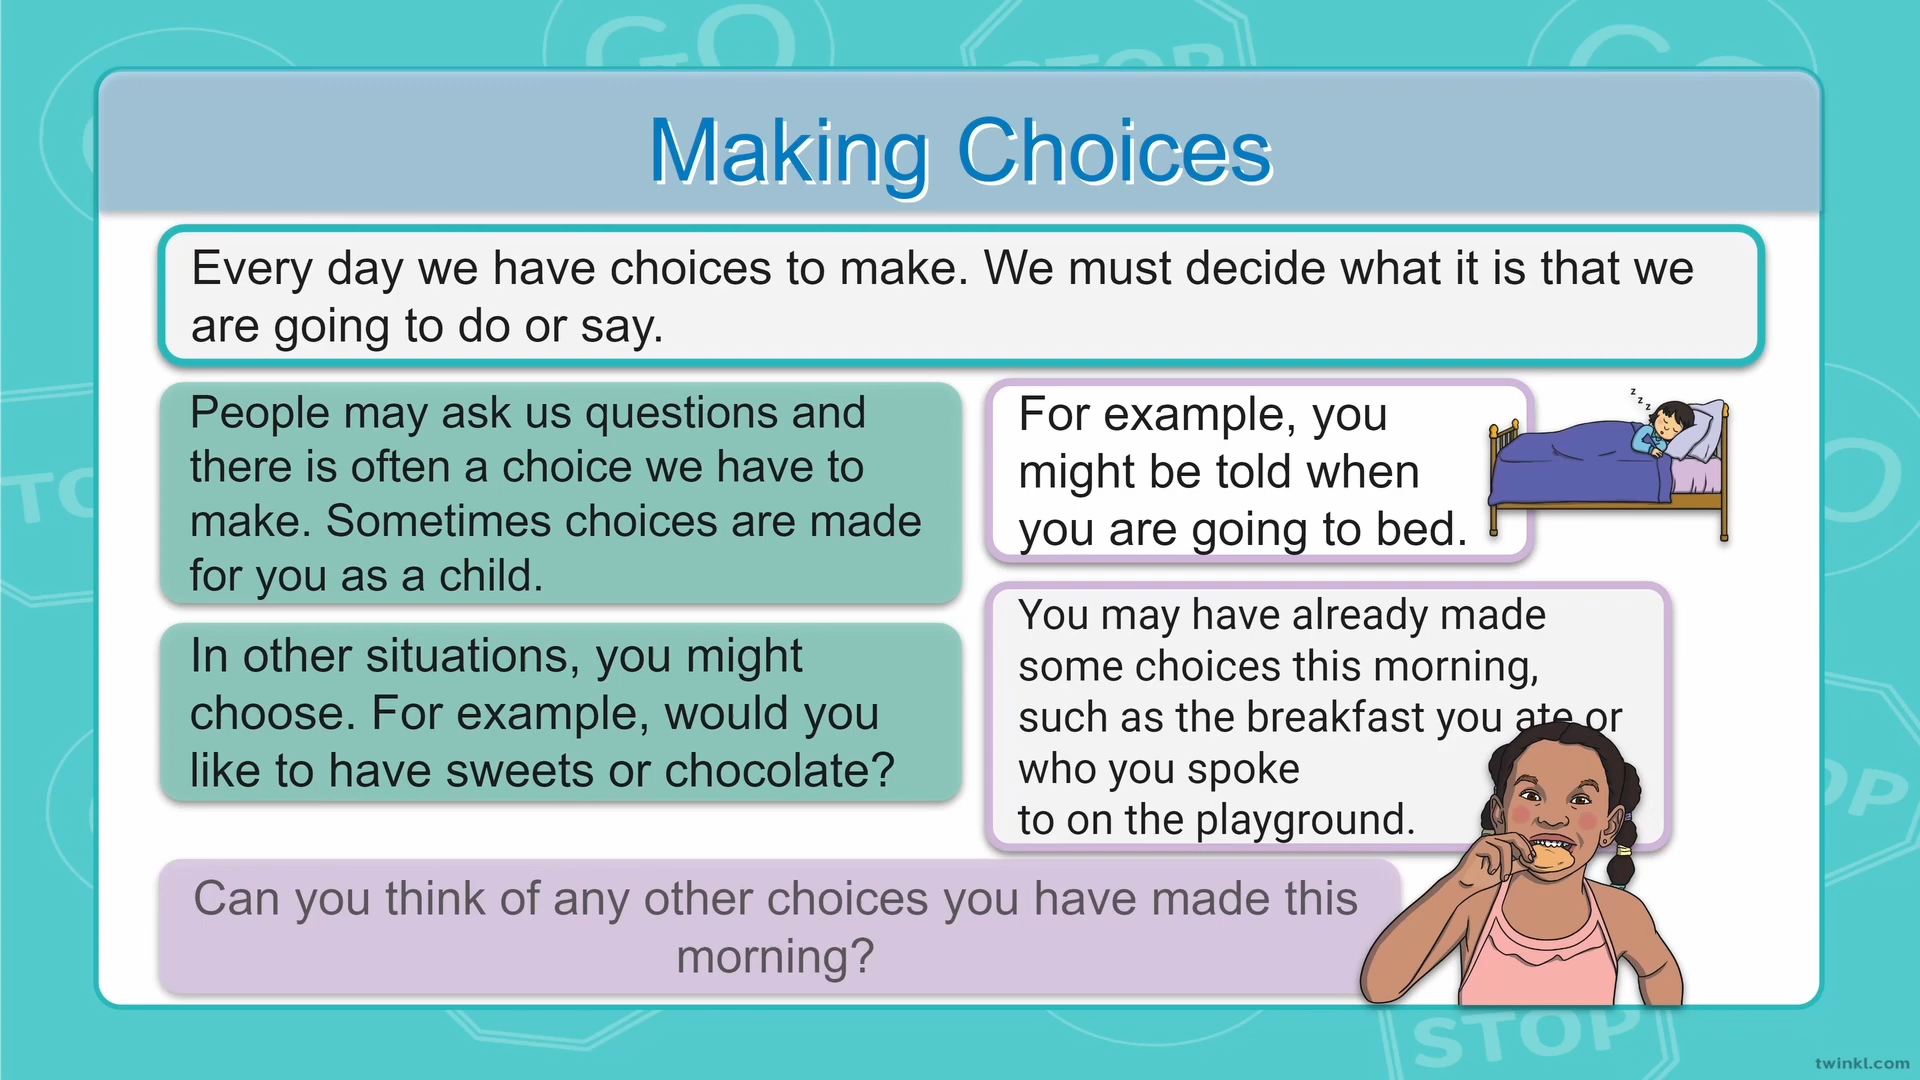 Making Choices
Every day we have choices to make. We must decide what it is that we
are going to do or say.
People may ask us questions and
there is often a choice we have to
make. Sometimes choices are made
for you as a child.
For example, you
might be told when
you are going to bed.
z
z
z
In other situations, you might
choose. For example, would you
like to have sweets or chocolate?
You may have already made
some choices this morning,
such as the breakfast you ate or
who you spoke
to on the playground.
Can you think of any other choices you have made this
morning?
GO
STOP
STOP
twinkl.com